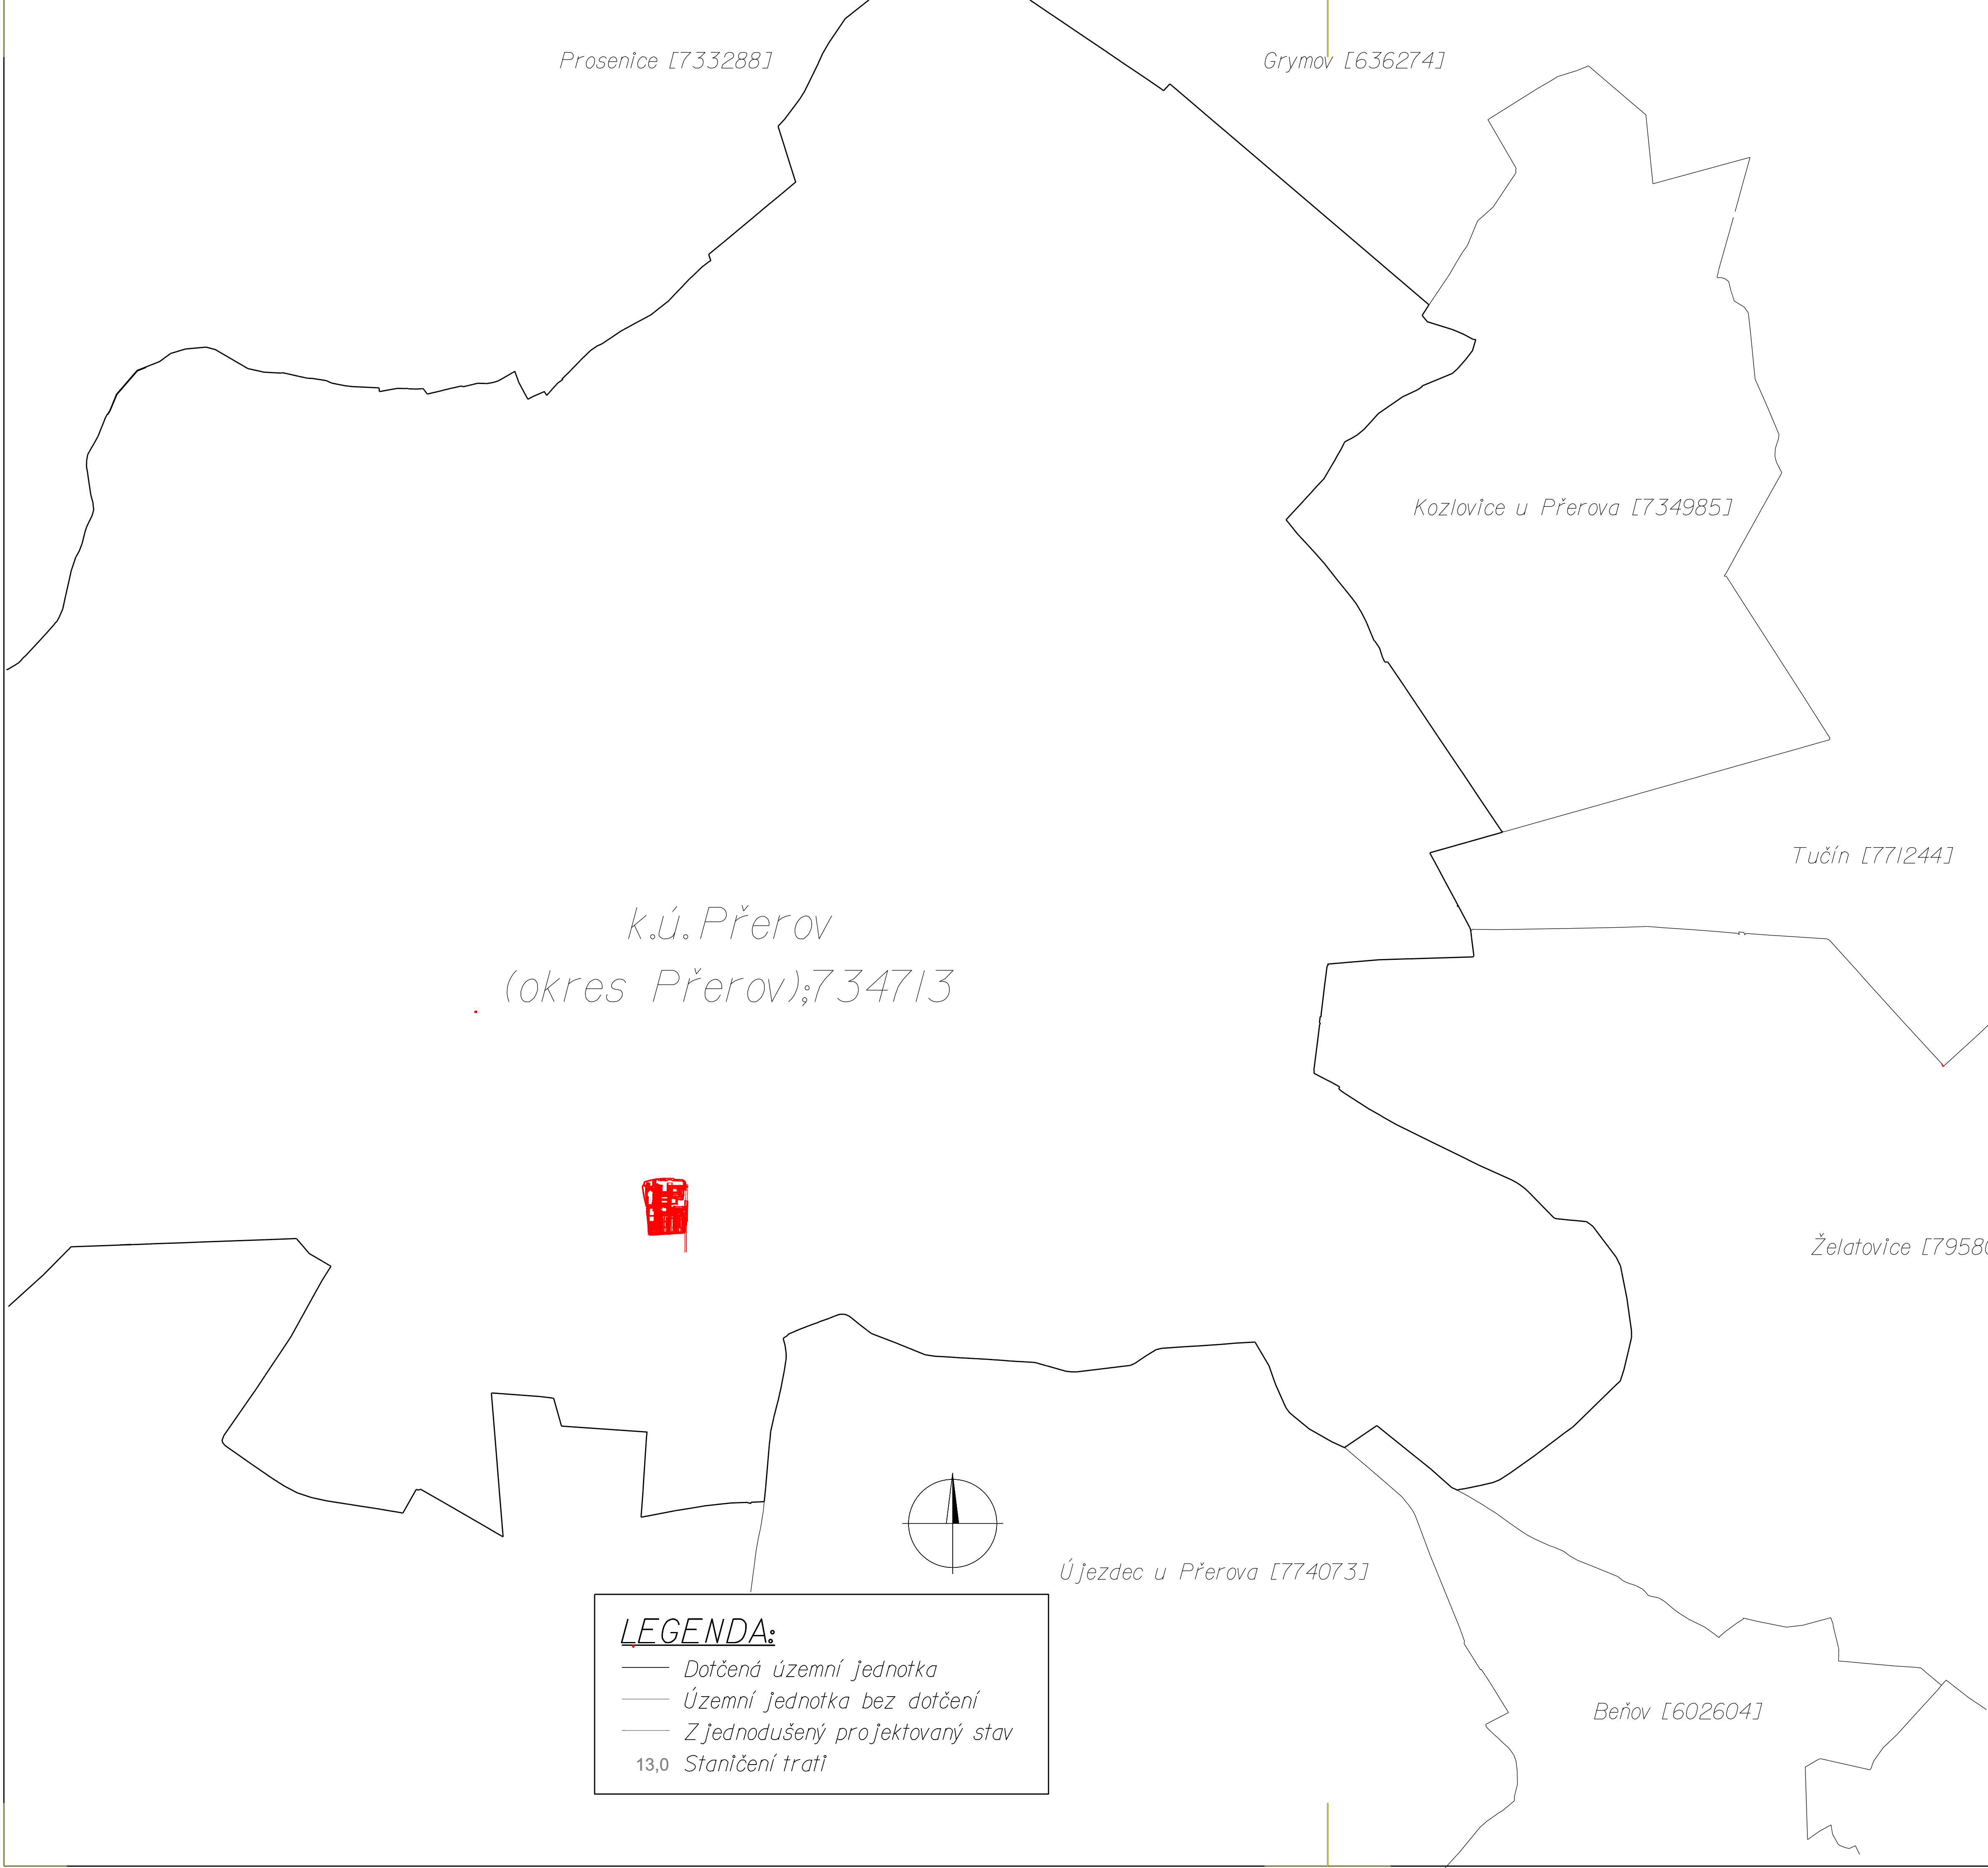 Prosenice [733288]
Grymov [636274]
Kozlovice u Přerova [734985]
Tučín [771244]
k.ú. Přerov
(okres Přerov);734713
Želatovice [7958
Újezdec u Přerova [774073]
Beňov [602604]
LEGENDA:
Dotčená územní jednotka
Územní jednotka bez dotčení
Zjednodušený projektovaný stav
13,0 Staničení trati